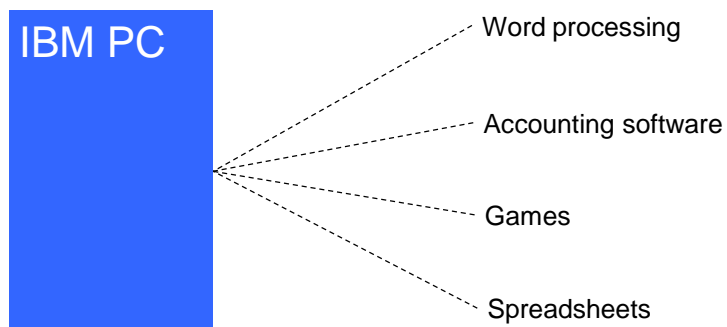 IBM PC
Word processing
Accounting software
Games
Spreadsheets